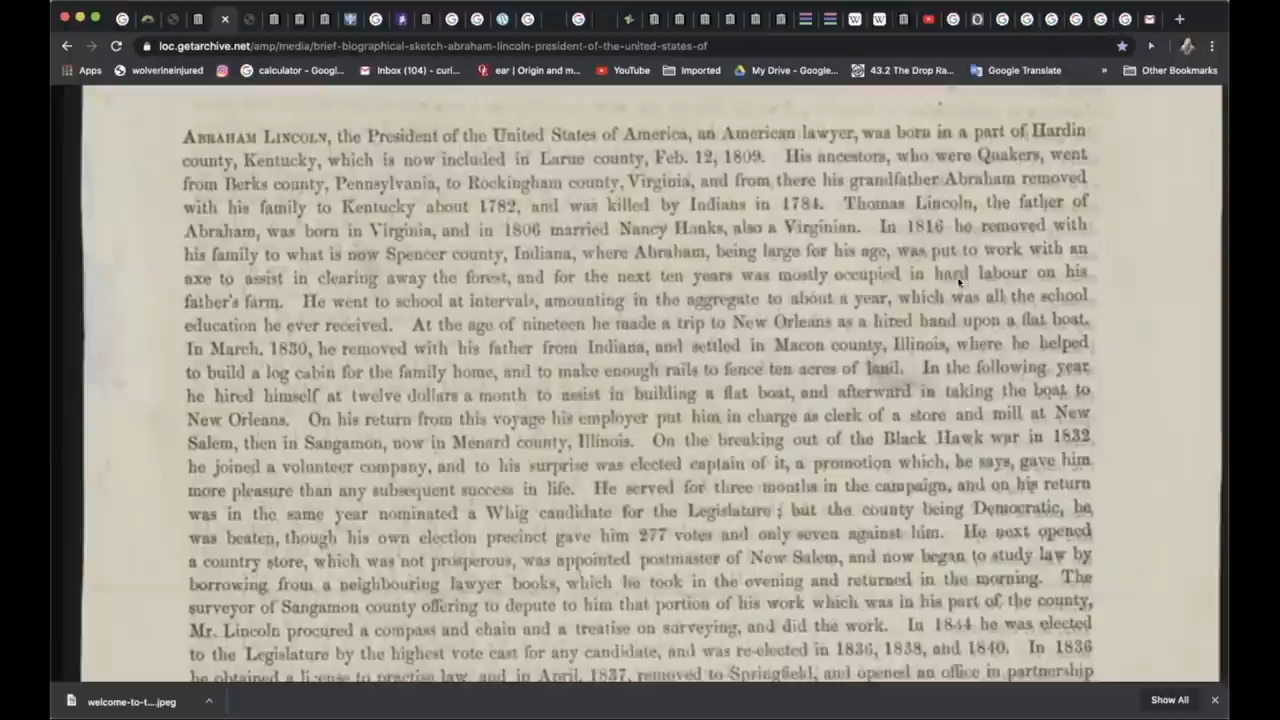 loc.getarchive.net/amp/media/brief-biographical-sketch-abraham-lincoln-president-of-the-united-states-of
Apps wolverineinjured calculator - Googl... Inbox (104) - curi... ear | Origin and m... YouTube Imported My Drive - Google... 43.2 The Drop Ra... Google Translate » Other Bookmarks
ABRAHAM LINCOLN, the President of the United States of America, an American lawyer, was born in a part of Hardin
county, Kentucky, which is now included in Larue county, Feb. 12, 1809. His ancestors, who were Quakers, went
from Berks county, Pennsylvania, to Rockingham county, Virginia, and from there his grandfather Abraham removed
with his family to Kentucky about 1782, and was killed by Indians in 1784. Thomas Lincoln, the father of
Abraham, was born in Virginia, and in 1806 married Nancy Hanks, also a Virginian. In 1816 he removed with
his family to what is now Spencer county, Indiana, where Abraham, being large for his age, was put to work with an
axe to assist in clearing away the forest, and for the next ten years was mostly occupied in hard labour on his
father's farm. He went to school at intervals, amounting in the aggregate to about a year, which was all the school
education he ever received. At the age of nineteen he made a trip to New Orleans as a hired hand upon a flat boat.
In March, 1830, he removed with his father from Indiana, and settled in Macon county, Illinois, where he helped
to build a log cabin for the family home, and to make enough rails to fence ten acres of land. In the following year
he hired himself at twelve dollars a month to assist in building a flat boat, and afterward in taking the boat to
New Orleans. On his return from this voyage his employer put him in charge as clerk of a store and mill at New
Salem, then in Sangamon, now in Menard county, Illinois. On the breaking out of the Black Hawk war in 1832
he joined a volunteer company, and to his surprise was elected captain of it, a promotion which, he says, gave him
more pleasure than any subsequent success in life. He served for three months in the campaign, and on his return
was in the same year nominated a Whig candidate for the Legislature; but the county being Democratic, he
was beaten, though his own election precinct gave him 277 votes and only seven against him. He next opened
a country store, which was not prosperous, was appointed postmaster of New Salem, and now began to study law by
borrowing from a neighbouring lawyer books, which he took in the evening and returned in the morning. The
surveyor of Sangamon county offering to depute to him that portion of his work which was in his part of the county,
Mr. Lincoln procured a compass and chain and a treatise on surveying, and did the work. In 1844 he was elected
to the Legislature by the highest vote cast for any candidate, and was re-elected in 1836, 1838, and 1840. In 1836
he obtained a license to practise law, and in April, 1837, removed to Springfield, and opened an office in partnership
welcome-to-t....jpeg Show All